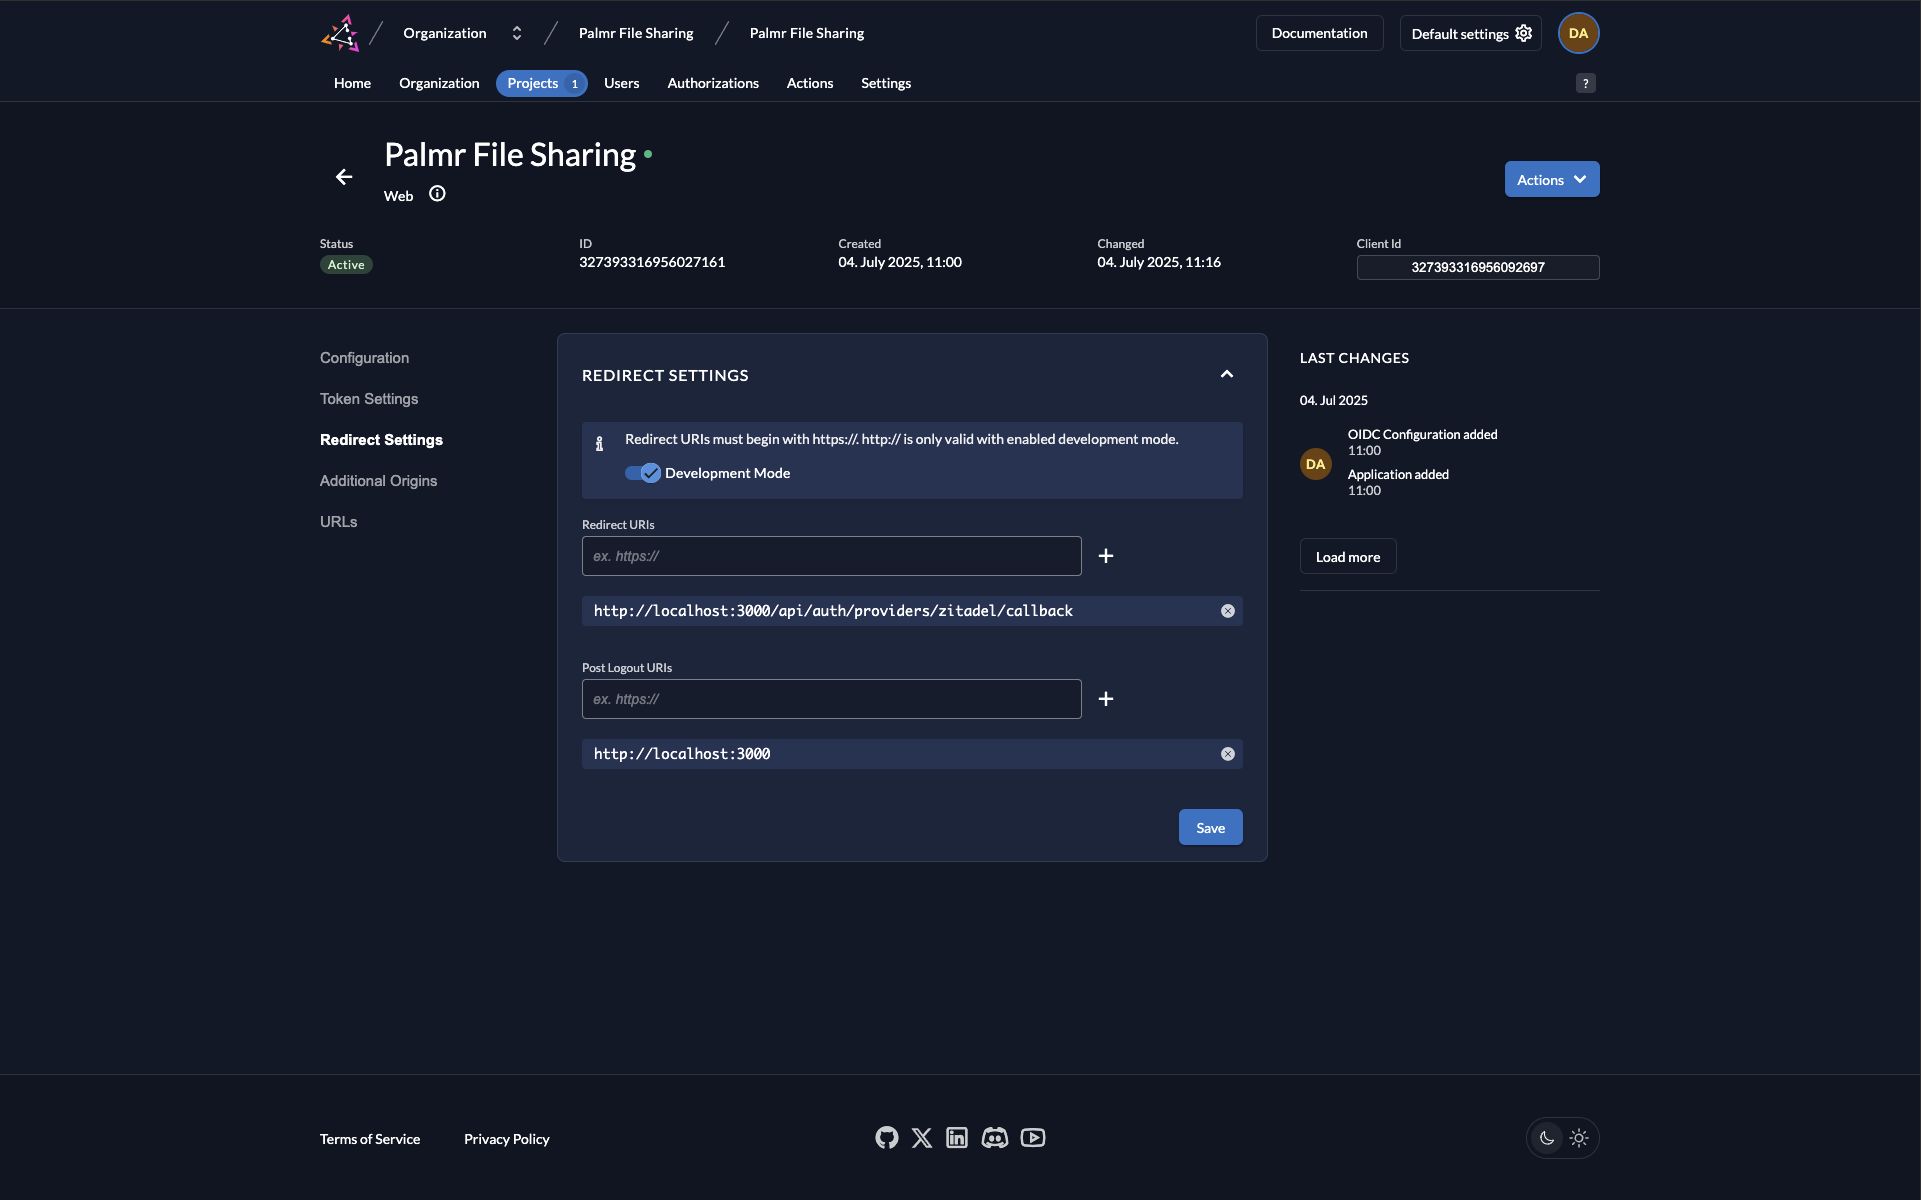 Organization
Palmr File Sharing
Palmr File Sharing
Documentation
Default settings
DA
Home
Organization
Projects 1
Users
Authorizations
Actions
Settings
?
Palmr File Sharing
Web
Actions
Status
Active
ID
327393316956027161
Created
04. July 2025, 11:00
Changed
04. July 2025, 11:16
Client Id
327393316956092697
Configuration
Token Settings
Redirect Settings
Additional Origins
URLs
REDIRECT SETTINGS
Redirect URIs must begin with https://. http:// is only valid with enabled development mode.
Development Mode
Redirect URIs
ex. https://
http://localhost:3000/api/auth/providers/zitadel/callback
Post Logout URIs
ex. https://
http://localhost:3000
Save
LAST CHANGES
04. Jul 2025
DA
OIDC Configuration added
11:00
Application added
11:00
Load more
Terms of Service
Privacy Policy